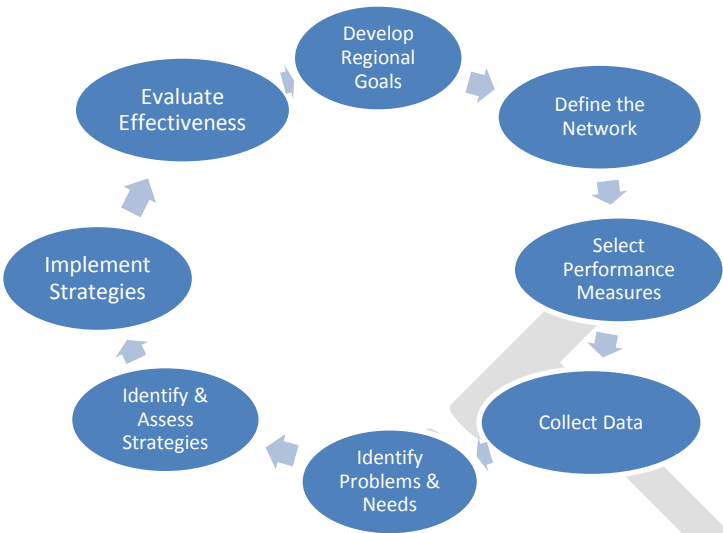 Develop
Regional
Goals
Define the
Network
Select
Performance
Measures
Collect Data
Identify
Problems &
Needs
Identify &
Assess
Strategies
Implement
Strategies
Evaluate
Effectiveness